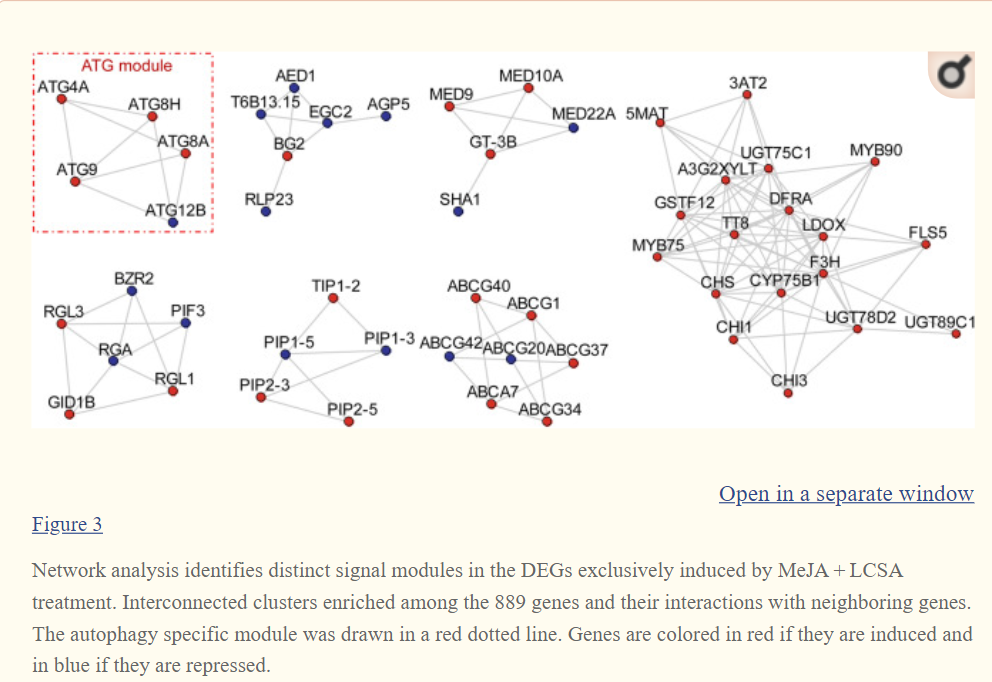 ATG module
ATG4A
ATG8H
ATG8A
ATG9
ATG12B
AED1
T6B13.15
EGC2
AGP5
BG2
RLP23
MED10A
MED9
MED22A
GT-3B
SHA1
3AT2
5MAT
UGT75C1
MYB90
A3G2XYLT
GSTF12
DFRA
TT8
LDOX
FLS5
MYB75
F3H
CHS
CYP75B1
UGT78D2
UGT89C1
CHI1
CHI3
BZR2
RGL3
PIF3
RGA
RGL1
GID1B
TIP1-2
PIP1-5
PIP1-3
PIP2-3
PIP2-5
ABCG40
ABCG1
ABCG42
ABCG20
ABCG37
ABCA7
ABCG34
Open in a separate window
Figure 3
Network analysis identifies distinct signal modules in the DEGs exclusively induced by MeJA + LCSA
treatment. Interconnected clusters enriched among the 889 genes and their interactions with neighboring genes.
The autophagy specific module was drawn in a red dotted line. Genes are colored in red if they are induced and
in blue if they are repressed.